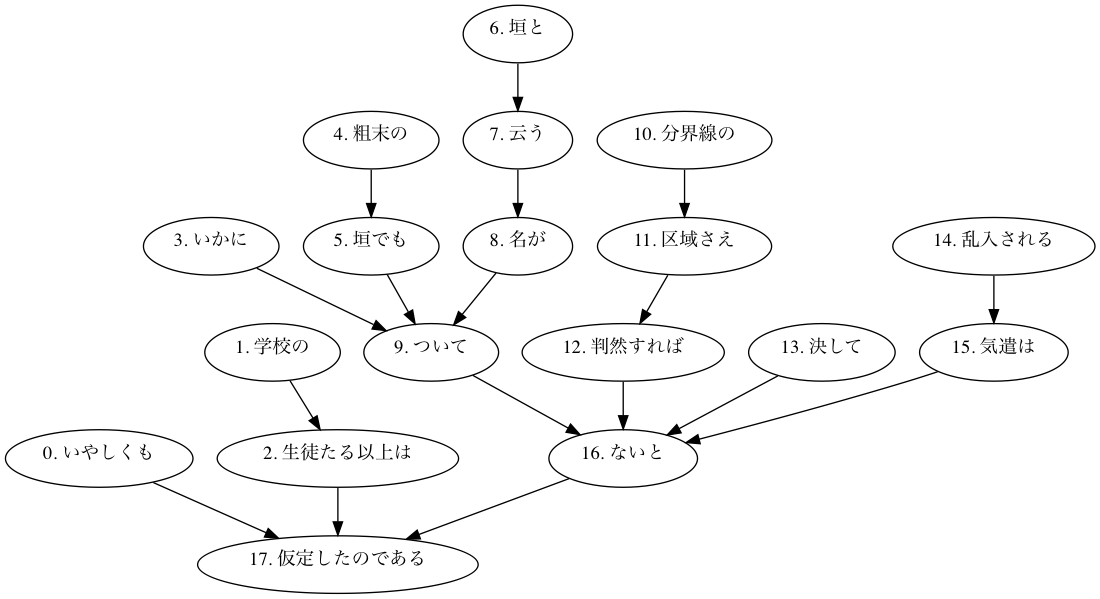 6. 垣と
4. 粗末の
7. 云う
10. 分界線の
3. いかに
5. 垣でも
8. 名が
11. 区域さえ
14. 乱入される
1. 学校の
9. ついて
12. 判然すれば
13. 決して
15. 気遣は
0. いやしくも
2. 生徒たる以上は
16. ないと
17. 仮定したのである